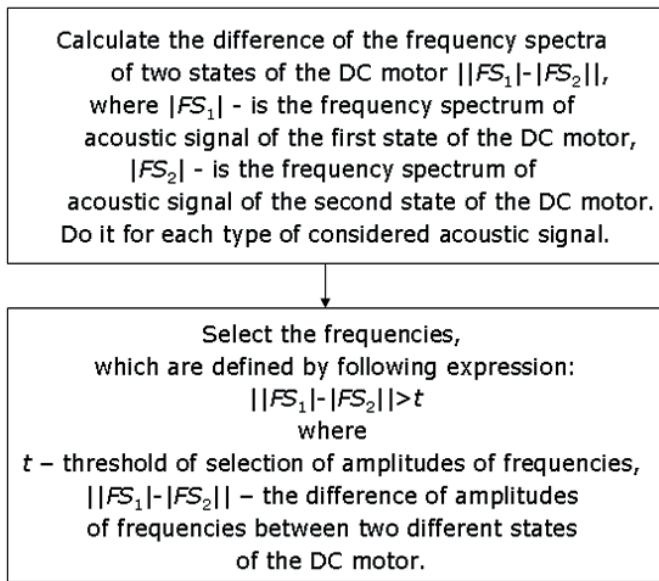 Calculate the difference of the frequency spectra
of two states of the DC motor ||FS₁|-|FS₂||,
where |FS₁| - is the frequency spectrum of
acoustic signal of the first state of the DC motor,
|FS₂| - is the frequency spectrum of
acoustic signal of the second state of the DC motor.
Do it for each type of considered acoustic signal.
Select the frequencies,
which are defined by following expression:
||FS₁|-|FS₂||>t
where
t – threshold of selection of amplitudes of frequencies,
||FS₁|-|FS₂|| – the difference of amplitudes
of frequencies between two different states
of the DC motor.